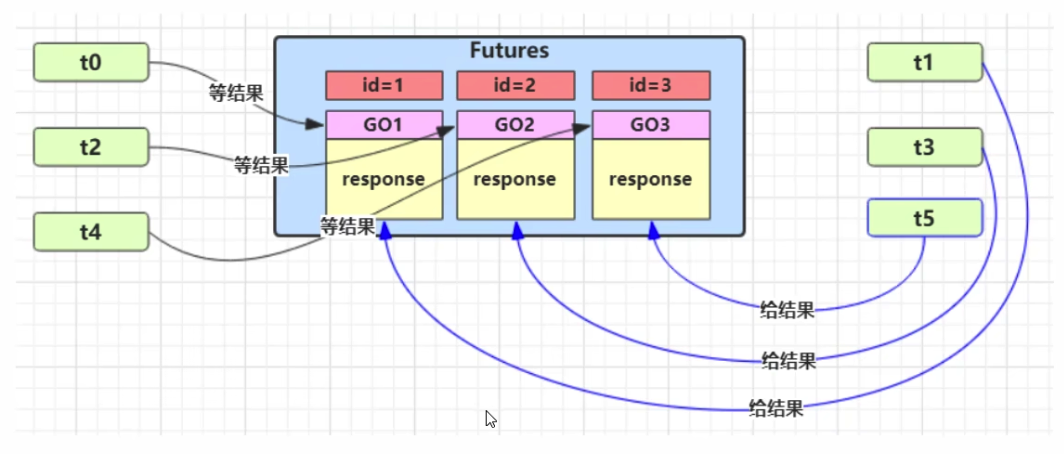 Futures
t0
t1
等结果
id=1
id=2
id=3
GO1
GO2
GO3
t2
t3
等结果
response
response
response
t4
等结果
t5
给结果
给结果
给结果